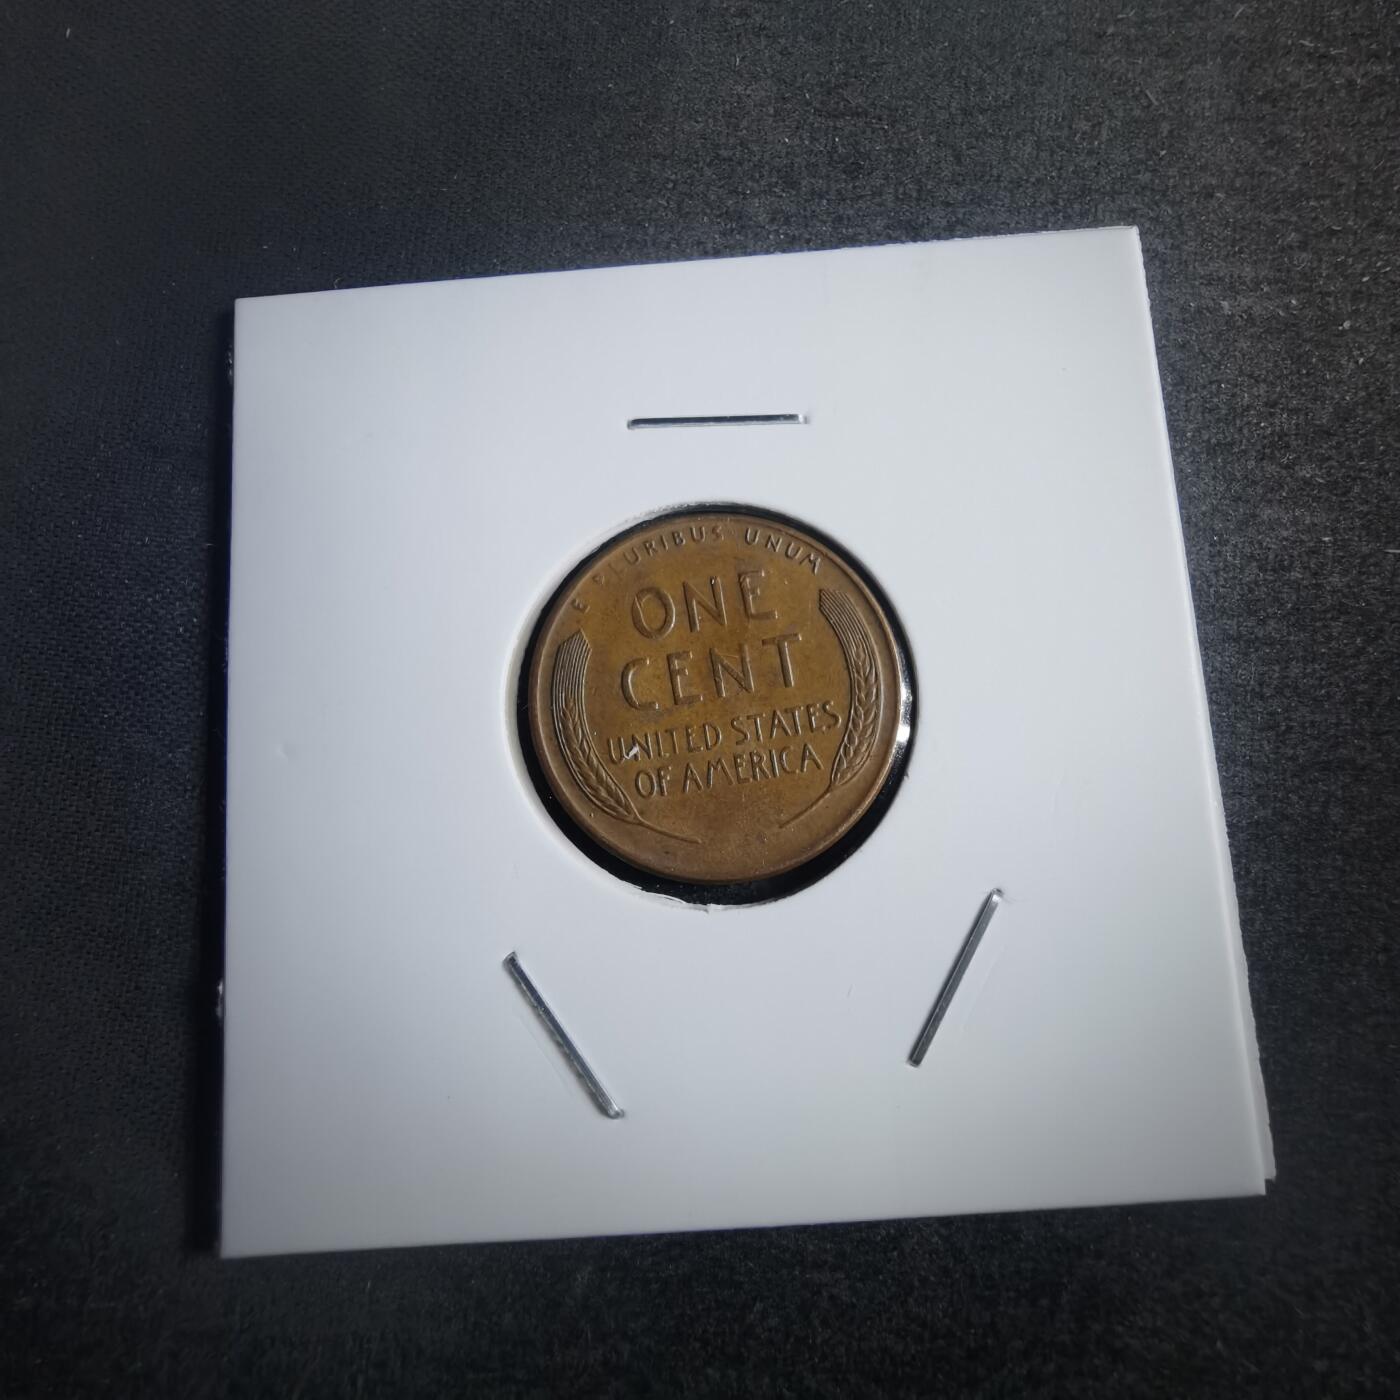 E PLURIBUS UNUM
ONE
CENT
UNITED STATES
OF AMERICA